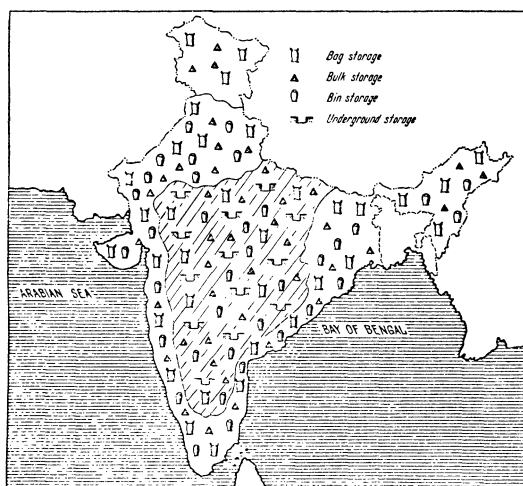 Bag storage
Bulk storage
Bin storage
Underground storage
ARABIAN SEA
BAY OF BENGAL